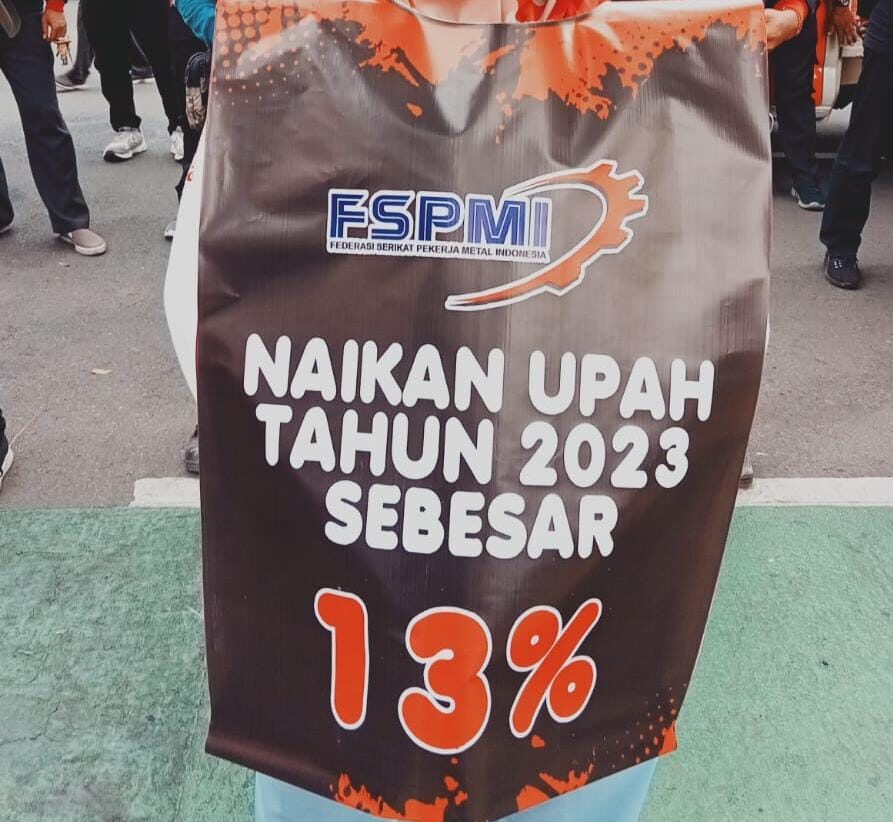 FSPMI
FEDERASI SERIKAT PEKERJA METAL INDONESIA
NAIKAN UPAH
TAHUN 2023
SEBESAR
13%